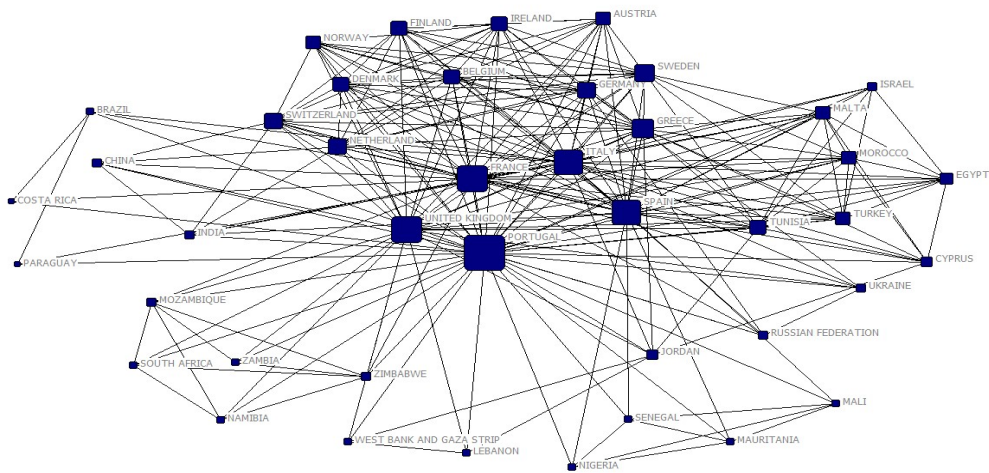 AUSTRIA
IRELAND
FINLAND
NORWAY
SWEDEN
BELGIUM
DENMARK
GERMANY
ISRAEL
MALTA
BRAZIL
SWITZERLAND
GREECE
NETHERLAND
ITALY
MOROCCO
CHINA
FRANCE
EGYPT
COSTA RICA
SPAIN
UNITED KINGDOM
TURKEY
TUNISIA
INDIA
PORTUGAL
CYPRUS
PARAGUAY
UKRAINE
MOZAMBIQUE
RUSSIAN FEDERATION
JORDAN
ZAMBIA
SOUTH AFRICA
ZIMBABWE
MALI
NAMIBIA
SENEGAL
WEST BANK AND GAZA STRIP
MAURITANIA
LEBANON
NIGERIA